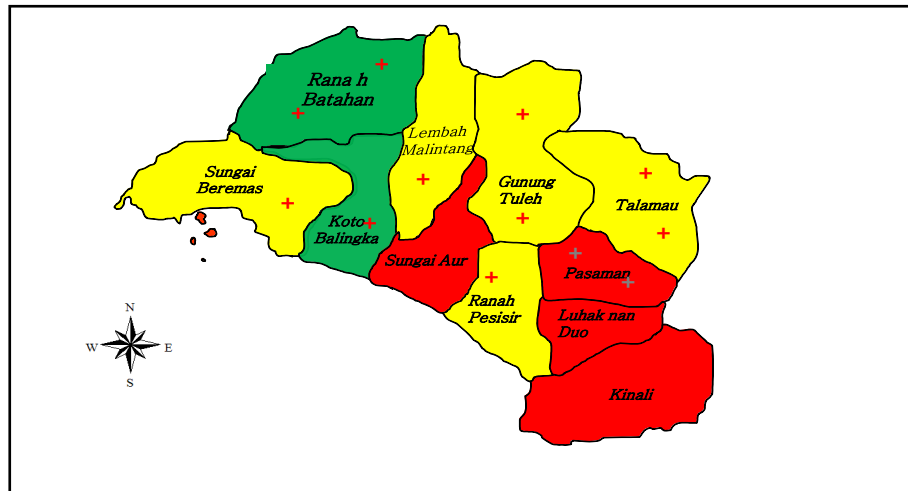 Rana h
Batahan
Lembah
Malintang
Sungai
Beremas
Gunung
Tuleh
Talamau
Koto
Balingka
Sungai Aur
Pasaman
Ranah
Pesisir
Luhak nan
Duo
Kinali
N
W
E
S